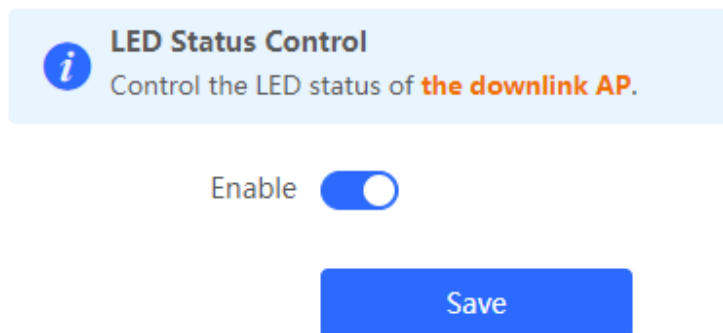 LED Status Control
Control the LED status of the downlink AP.
Enable
Save